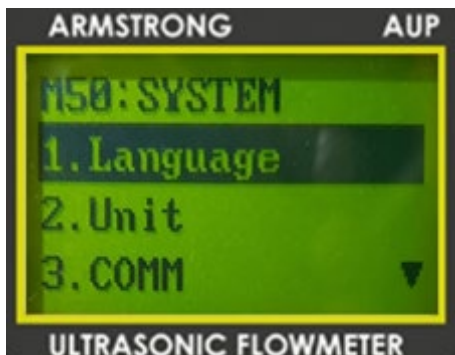 ARMSTRONG AUP
M50:SYSTEM
1.Language
2.Unit
3.COMM ▼
ULTRASONIC FLOWMETER